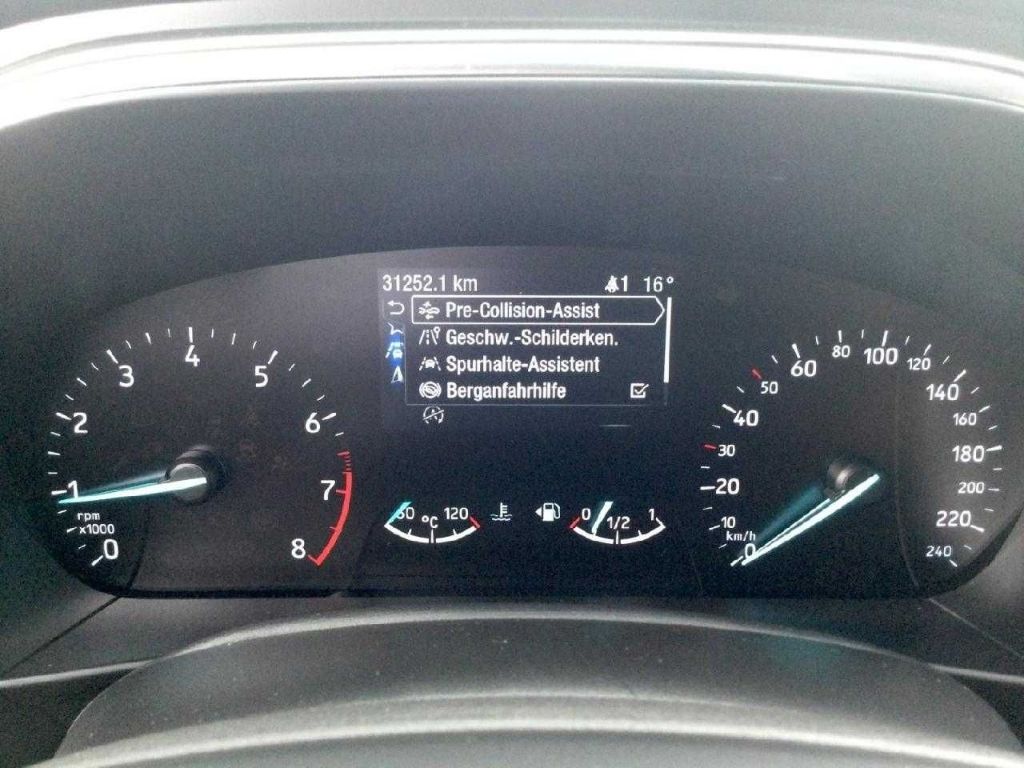 31252.1 km 1 16°
Pre-Collision-Assist
Geschw.-Schilderken.
Spurhalte-Assistent
Berganfahrhilfe
0 1 2 3 4 5 6 7 8
rpm
x1000
60 °C 120
0 1/2 1
0 10 20 30 40 50 60 80 100 120 140 160 180 200 220 240
km/h